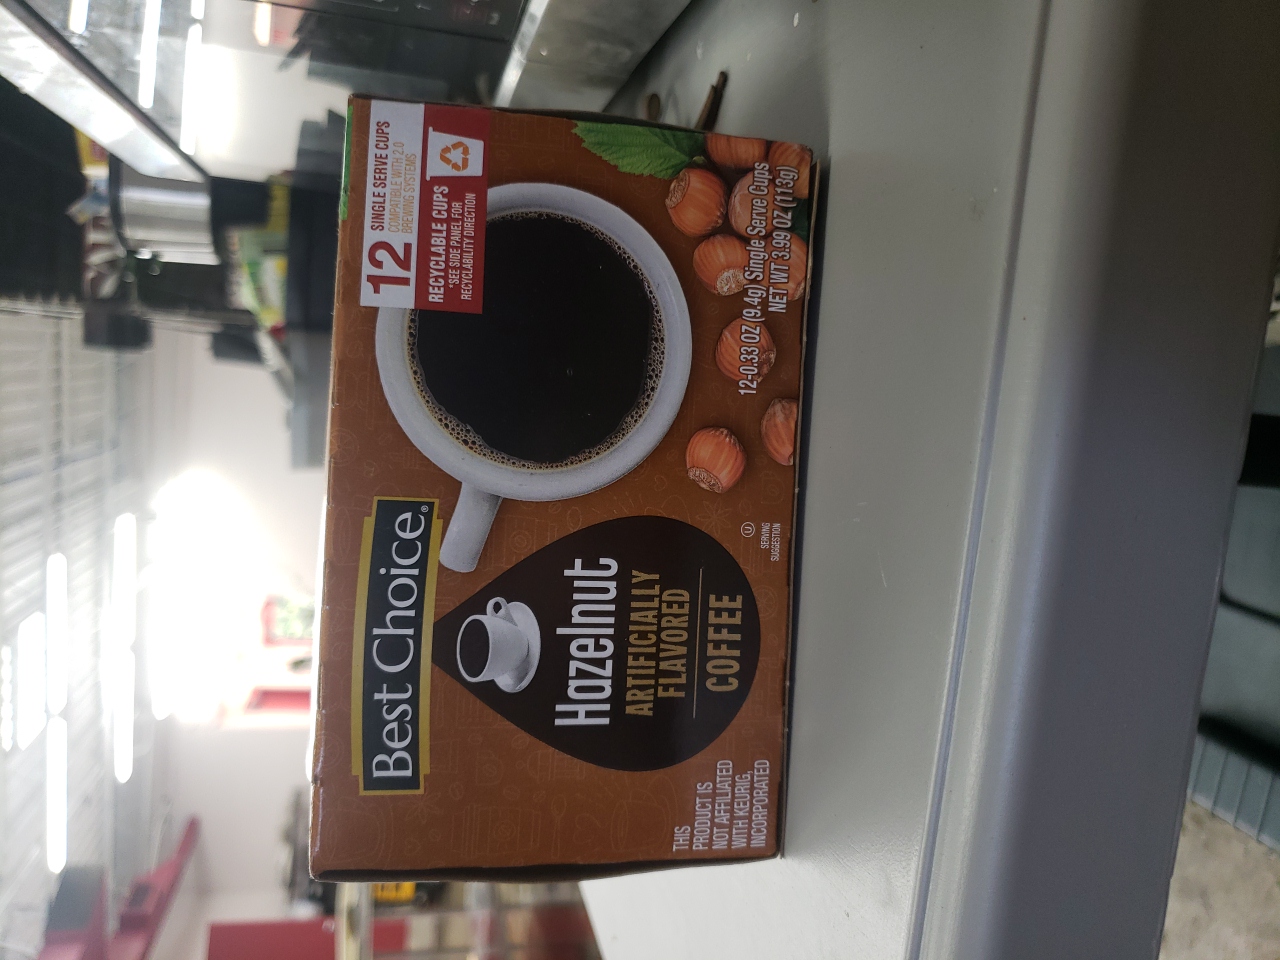 Best Choice®
12
SINGLE SERVE CUPS
COMPATIBLE WITH 2.0
BREWING SYSTEMS
RECYCLABLE CUPS
*SEE SIDE PANEL FOR
RECYCLABILITY DIRECTION
Hazelnut
ARTIFICIALLY
FLAVORED
COFFEE
THIS
PRODUCT IS
NOT AFFILIATED
WITH KEURIG,
INCORPORATED
U
SERVING
SUGGESTION
12-0.33 OZ (9.4g) Single Serve Cups
NET WT 3.99 OZ (113g)